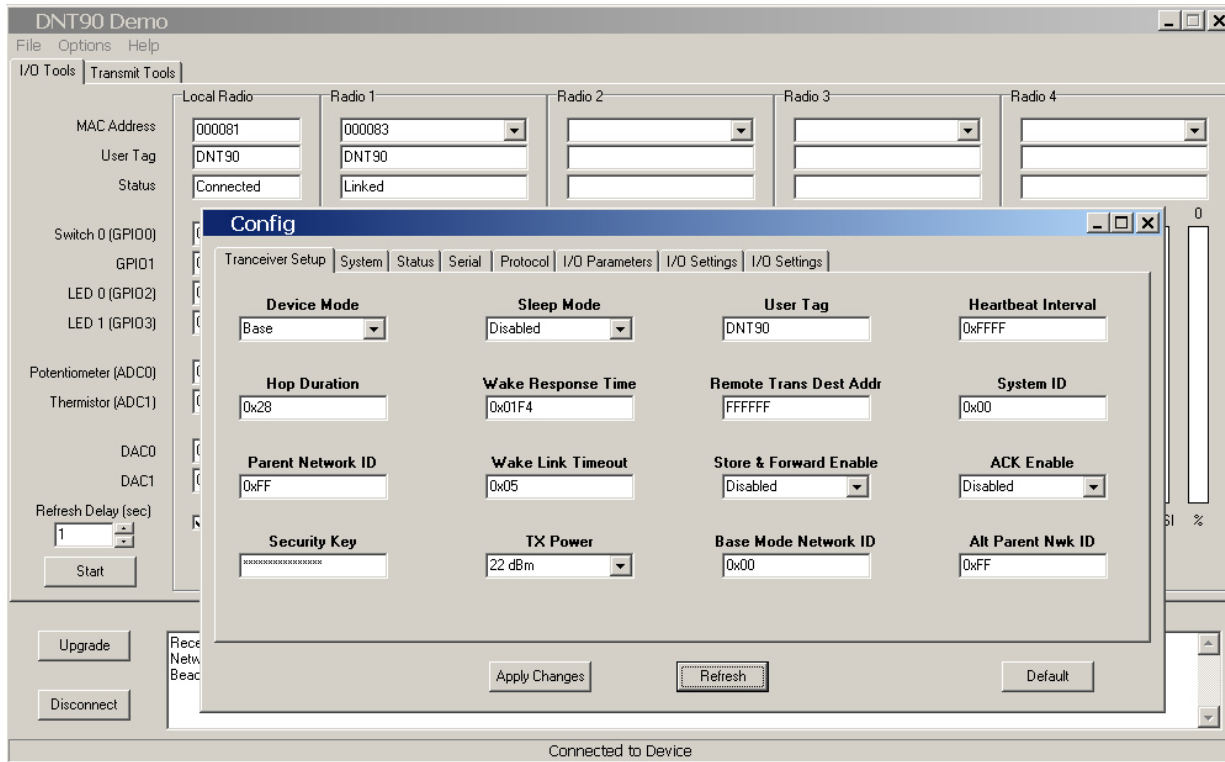 DNT90 Demo
File Options Help
I/O Tools Transmit Tools
Local Radio Radio 1 Radio 2 Radio 3 Radio 4
MAC Address 000081 000083
User Tag DNT90 DNT90
Status Connected Linked
0
Switch 0 (GPIO0)
GPIO1
LED 0 (GPIO2)
LED 1 (GPIO3)
Potentiometer (ADC0)
Thermistor (ADC1)
DAC0
DAC1
Refresh Delay (sec)
1
Start
%
Config
Tranceiver Setup System Status Serial Protocol I/O Parameters I/O Settings I/O Settings
Device Mode Sleep Mode User Tag Heartbeat Interval
Base Disabled DNT90 0xFFFF
Hop Duration Wake Response Time Remote Trans Dest Addr System ID
0x28 0x01F4 FFFFFF 0x00
Parent Network ID Wake Link Timeout Store & Forward Enable ACK Enable
0xFF 0x05 Disabled Disabled
Security Key TX Power Base Mode Network ID Alt Parent Nwk ID
**************** 22 dBm 0x00 0xFF
Apply Changes Refresh Default
Upgrade
Disconnect
Connected to Device